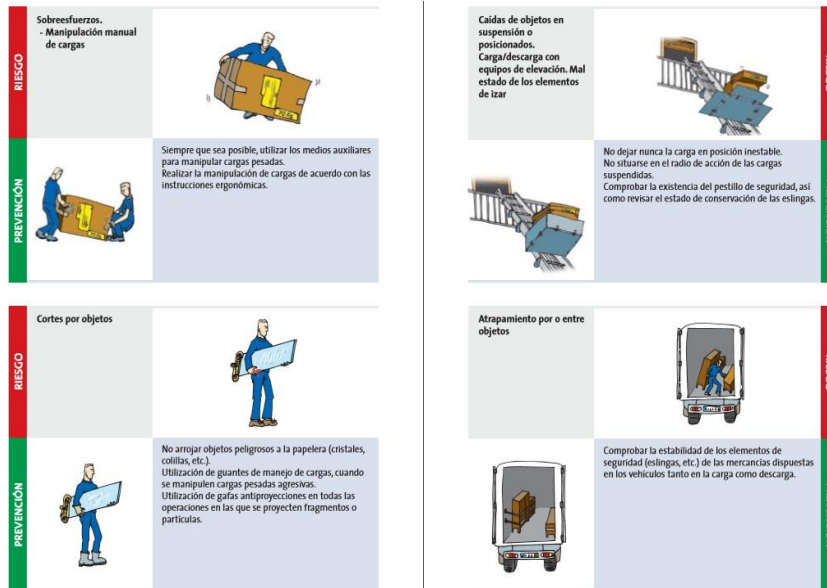 RIESGO
Sobreesfuerzos.
- Manipulación manual
de cargas
PREVENCIÓN
Siempre que sea posible, utilizar los medios auxiliares
para manipular cargas pesadas.
Realizar la manipulación de cargas de acuerdo con las
instrucciones ergonómicas.
RIESGO
Cortes por objetos
PREVENCIÓN
No arrojar objetos peligrosos a la papelera (cristales,
colillas, etc.).
Utilización de guantes de manejo de cargas, cuando
se manipulen cargas pesadas agresivas.
Utilización de gafas antiproyecciones en todas las
operaciones en las que se proyecten fragmentos o
partículas.
Caídas de objetos en
suspensión o
posicionados.
Carga/descarga con
equipos de elevación. Mal
estado de los elementos
de izar
No dejar nunca la carga en posición inestable.
No situarse en el radio de acción de las cargas
suspendidas.
Comprobar la existencia del pestillo de seguridad, así
como revisar el estado de conservación de las eslingas.
Atrapamiento por o entre
objetos
Comprobar la estabilidad de los elementos de
seguridad (eslingas, etc.) de las mercancías dispuestas
en los vehículos tanto en la carga como descarga.